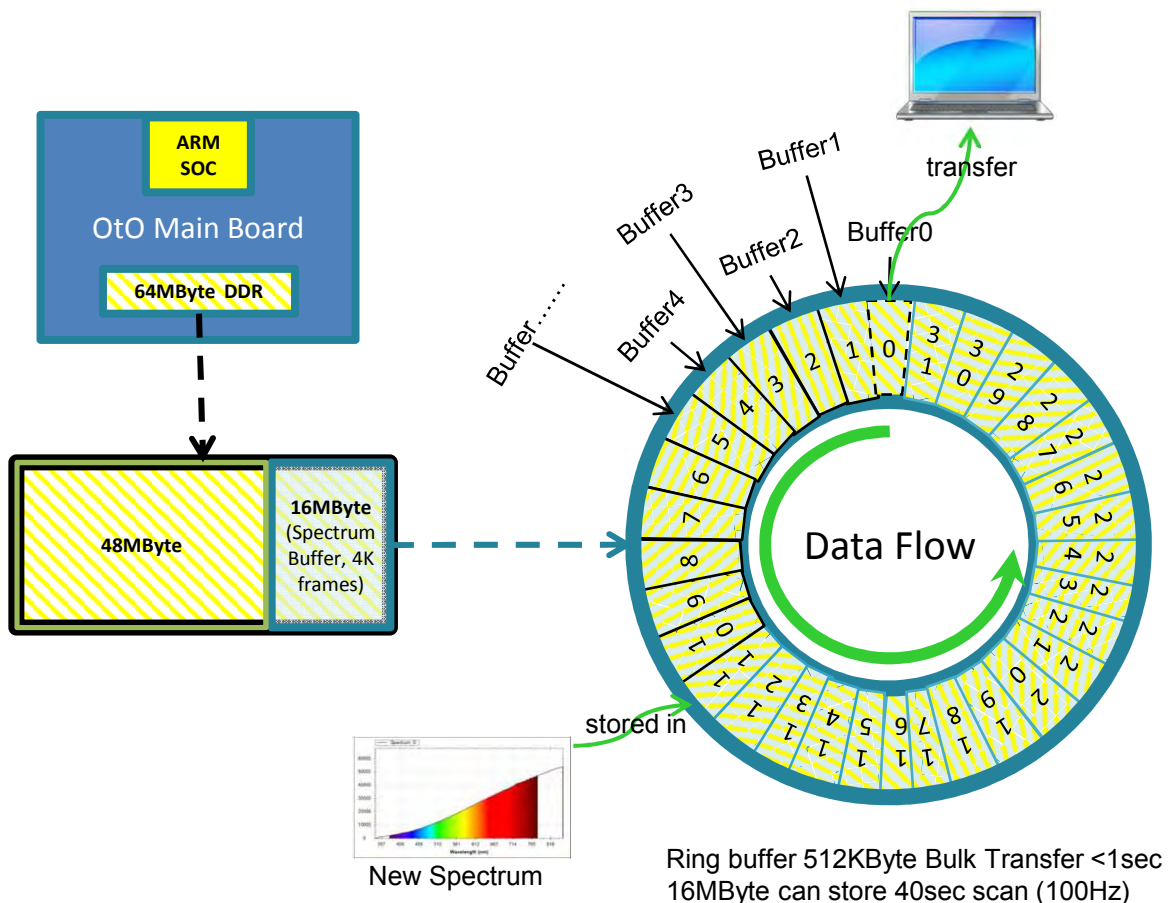 ARM
SOC
OtO Main Board
64MByte DDR
48MByte
16MByte
(Spectrum
Buffer, 4K
frames)
transfer
Buffer0
Buffer1
Buffer2
Buffer3
Buffer4
Buffer......
0
1
2
3
4
5
6
7
8
9
10
11
12
13
14
15
16
17
18
19
20
21
22
23
24
25
26
27
28
29
30
31
Data Flow
stored in
Wavelength (nm)
New Spectrum
Ring buffer 512KByte Bulk Transfer <1sec
16MByte can store 40sec scan (100Hz)